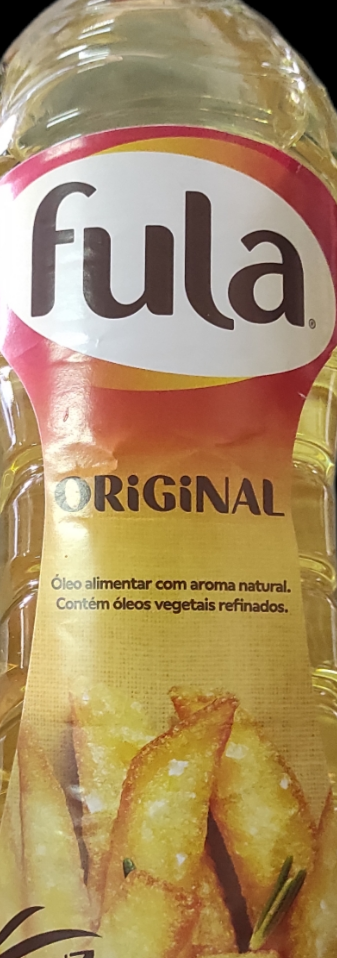 fula®
ORiGiNAL
Óleo alimentar com aroma natural.
Contém óleos vegetais refinados.